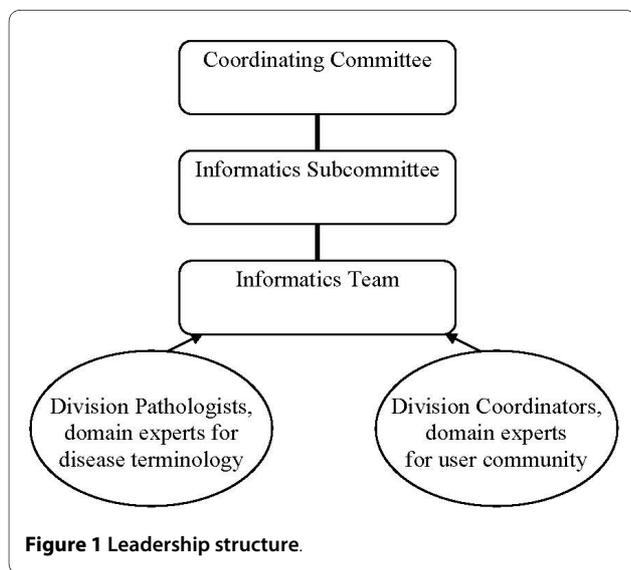 Coordinating Committee
Informatics Subcommittee
Informatics Team
Division Pathologists,
domain experts for
disease terminology
Division Coordinators,
domain experts
for user community
Figure 1 Leadership structure.